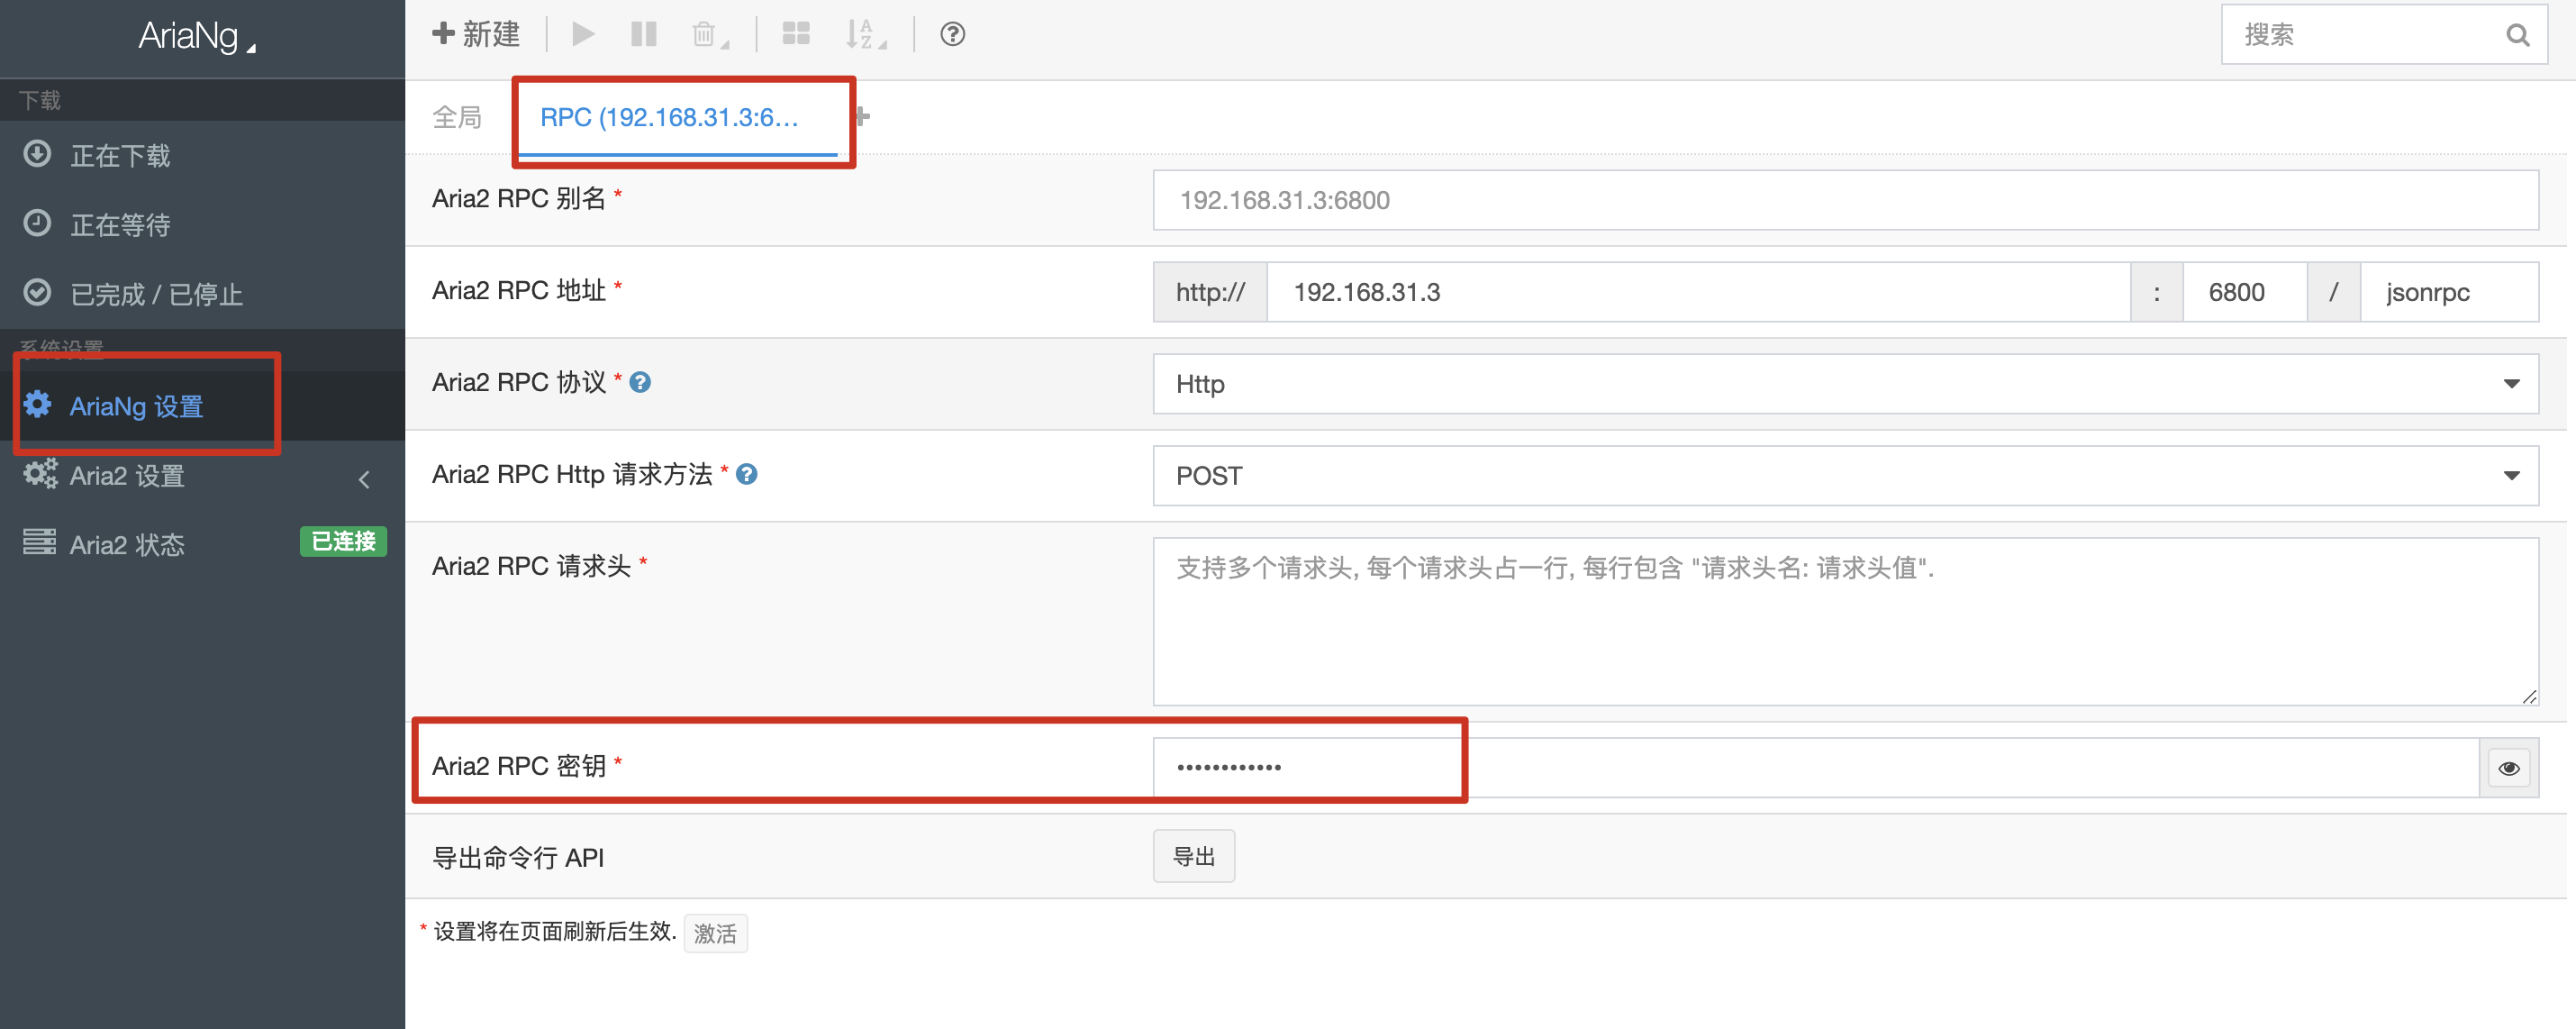 AriaNg
新建
搜索
下载
正在下载
正在等待
已完成 / 已停止
系统设置
AriaNg 设置
Aria2 设置
Aria2 状态
已连接
全局
RPC (192.168.31.3:6...
Aria2 RPC 别名 *
192.168.31.3:6800
Aria2 RPC 地址 *
http:// 192.168.31.3 : 6800 / jsonrpc
Aria2 RPC 协议 *
Http
Aria2 RPC Http 请求方法 *
POST
Aria2 RPC 请求头 *
支持多个请求头, 每个请求头占一行, 每行包含 "请求头名: 请求头值".
Aria2 RPC 密钥 *
••••••••••••
导出命令行 API
导出
* 设置将在页面刷新后生效. 激活